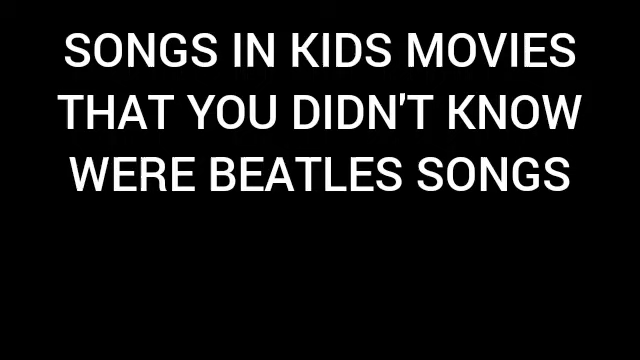 SONGS IN KIDS MOVIES
THAT YOU DIDN'T KNOW
WERE BEATLES SONGS